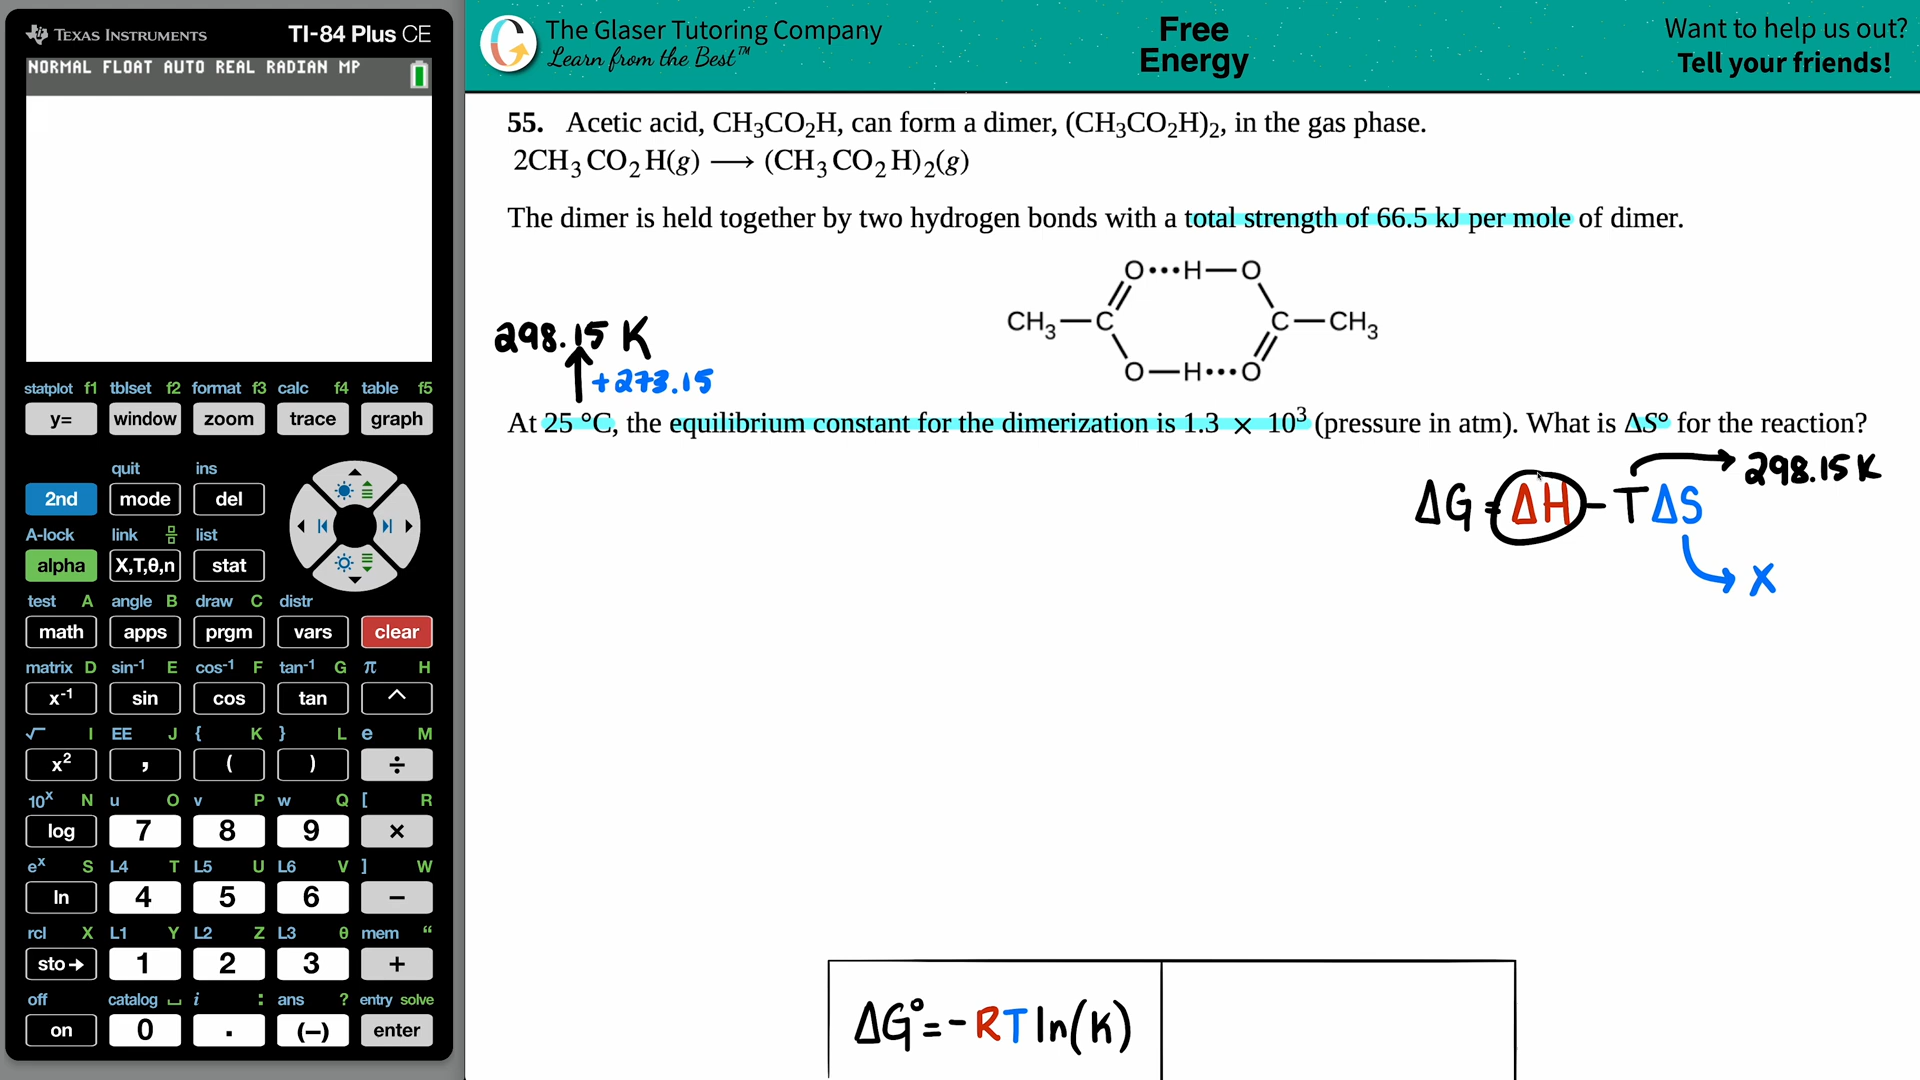 TEXAS INSTRUMENTS TI-84 Plus CE
NORMAL FLOAT AUTO REAL RADIAN MP
statplot f1 tblset f2 format f3 calc f4 table f5
y= window zoom trace graph
quit ins
2nd mode del
A-lock link list
alpha X,T,θ,n stat
test A angle B draw C distr
math apps prgm vars clear
matrix D sin-1 E cos-1 F tan-1 G π H
x-1 sin cos tan ^
√ I EE J { K } L e M
x2 , ( ) ÷
10x N u O v P w Q [ R
log 7 8 9 ×
ex S L4 T L5 U L6 V ] W
ln 4 5 6 −
rcl X L1 Y L2 Z L3 θ mem “
sto→ 1 2 3 +
off catalog ⎵ i : ans ? entry solve
on 0 . (–) enter
The Glaser Tutoring Company
Learn from the Best™
Free
Energy
Want to help us out?
Tell your friends!
55. Acetic acid, CH3CO2H, can form a dimer, (CH3CO2H)2, in the gas phase.
2CH3 CO2 H(g) ⟶ (CH3 CO2 H)2(g)
The dimer is held together by two hydrogen bonds with a total strength of 66.5 kJ per mole of dimer.
O•••H—O
CH3—C C—CH3
O—H•••O
298.15 K
+273.15
At 25 °C, the equilibrium constant for the dimerization is 1.3 × 10³ (pressure in atm). What is ΔS° for the reaction?
298.15 K
ΔG = ΔH - TΔS
X
ΔG° = -RT ln(K)